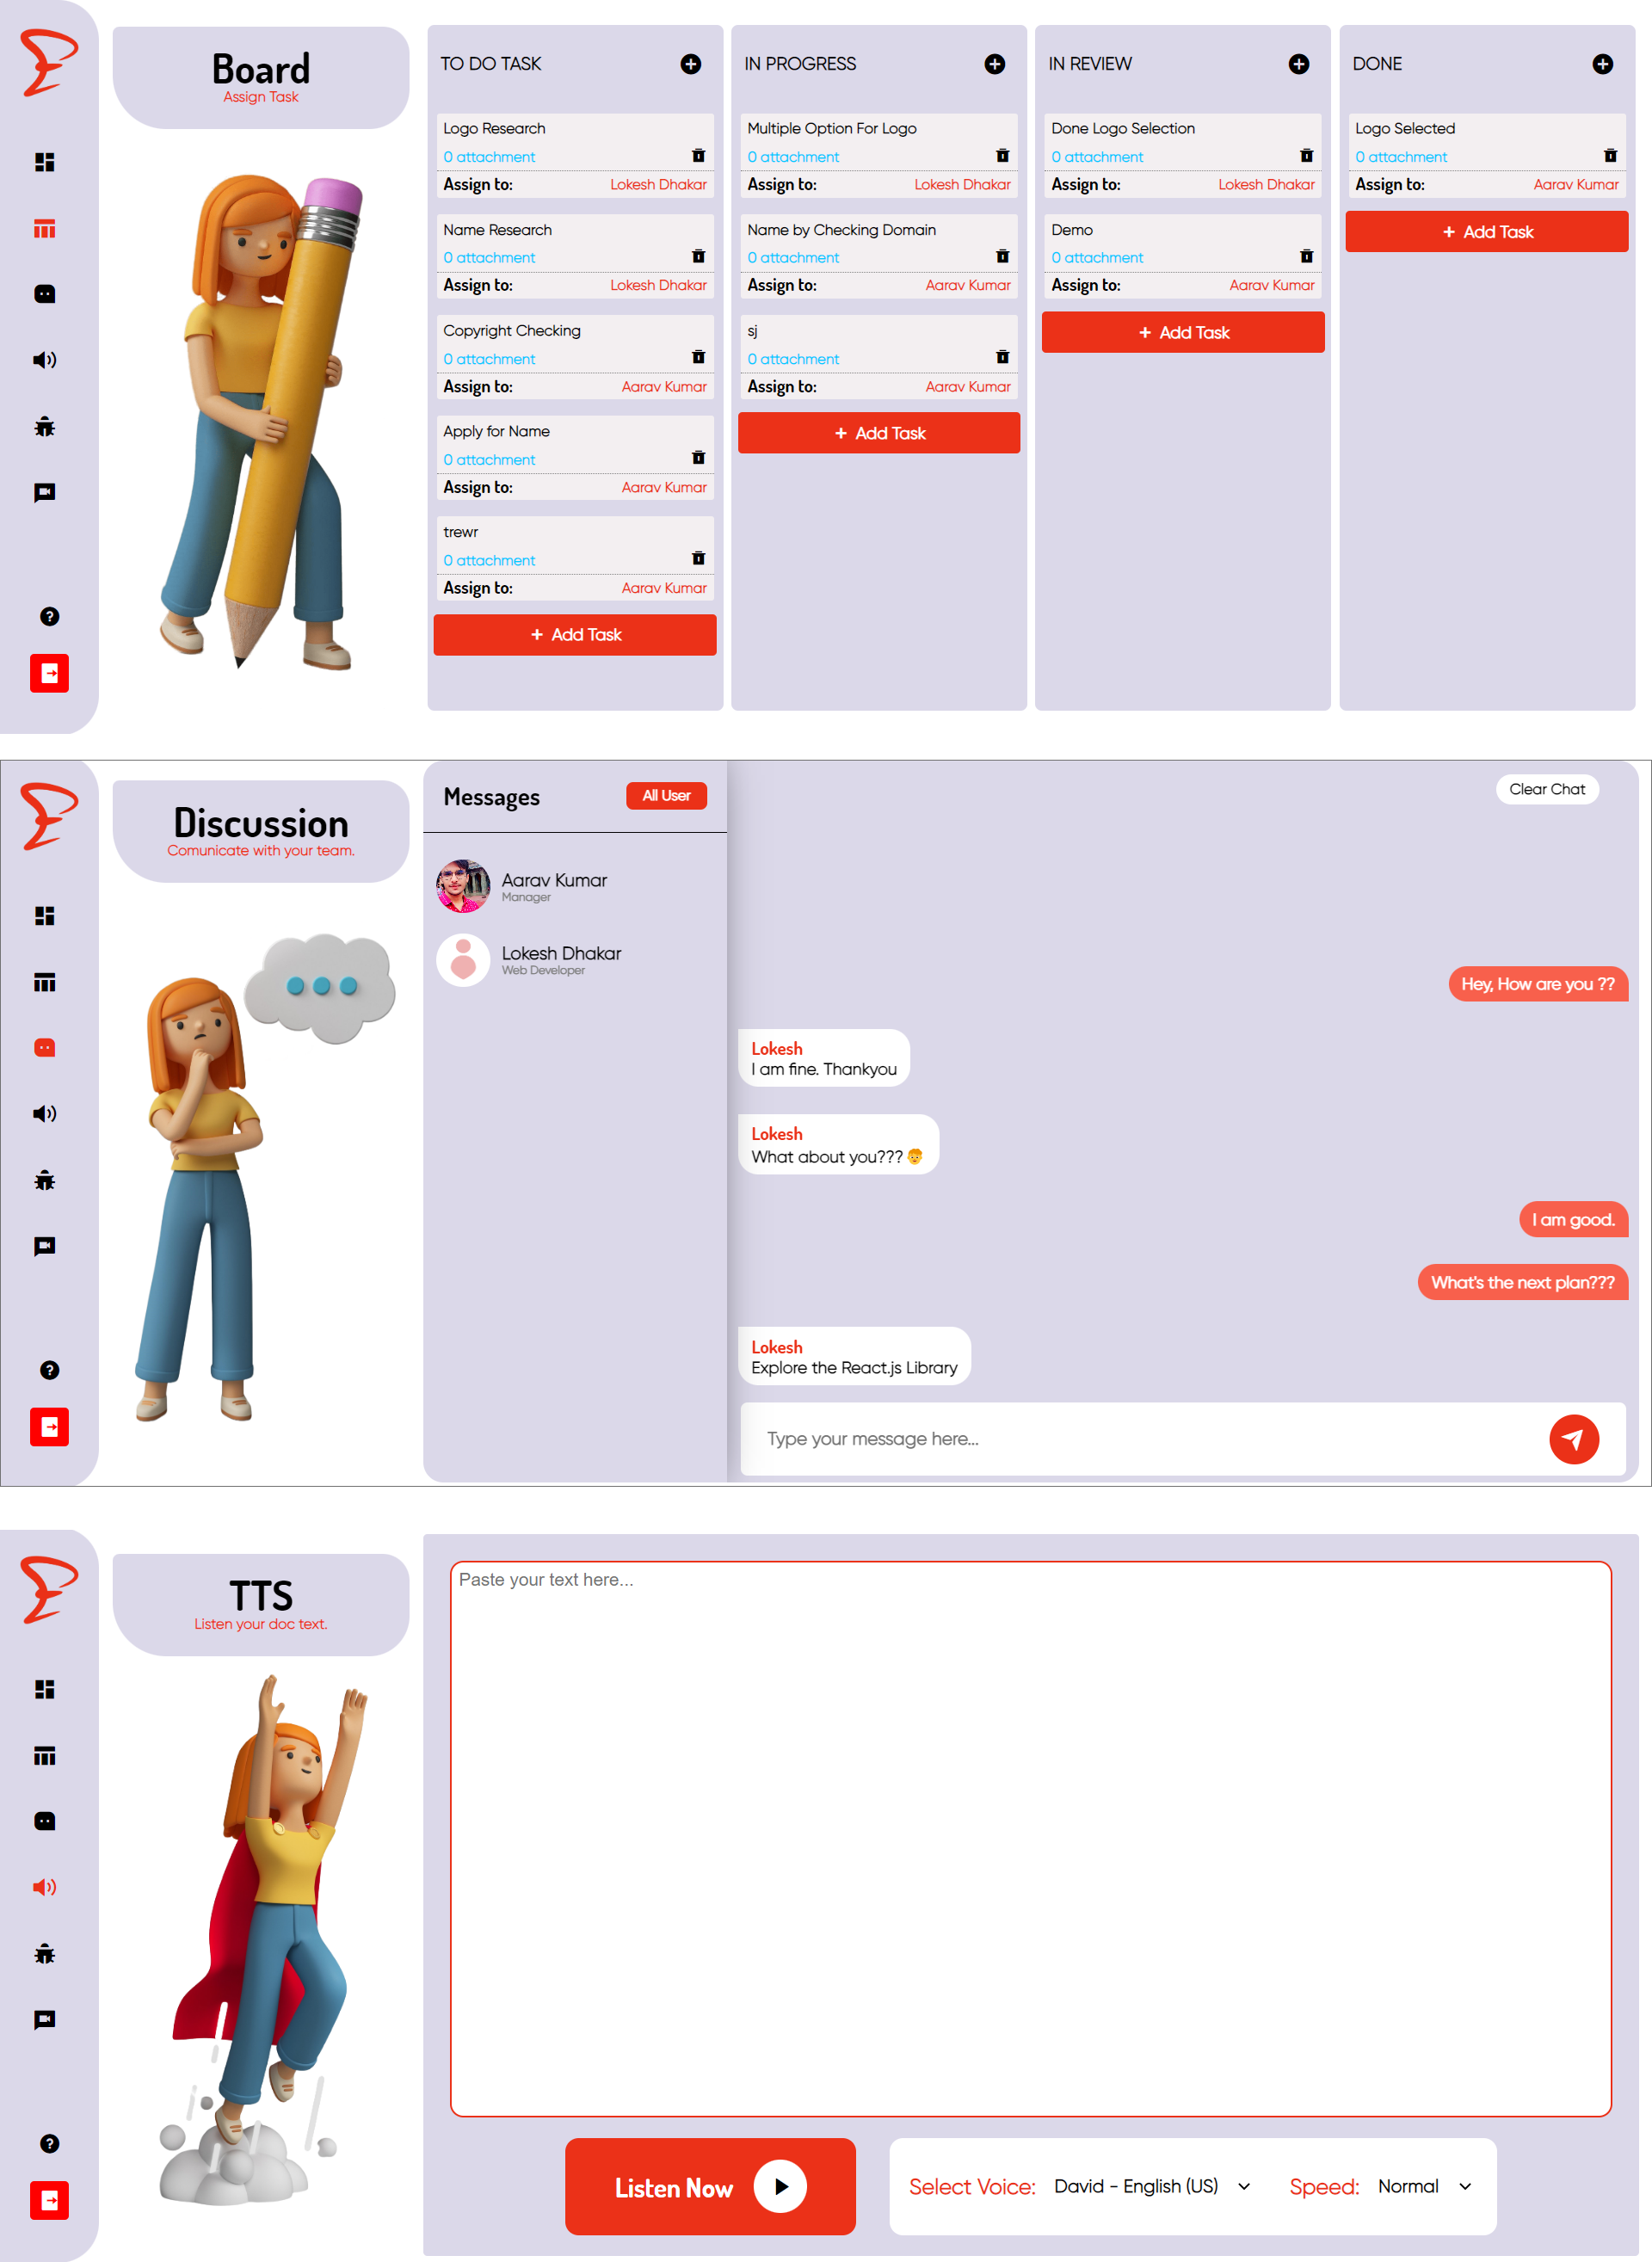 Board
Assign Task
TO DO TASK
Logo Research
0 attachment
Assign to: Lokesh Dhakar
Name Research
0 attachment
Assign to: Lokesh Dhakar
Copyright Checking
0 attachment
Assign to: Aarav Kumar
Apply for Name
0 attachment
Assign to: Aarav Kumar
trewr
0 attachment
Assign to: Aarav Kumar
+ Add Task
IN PROGRESS
Multiple Option For Logo
0 attachment
Assign to: Lokesh Dhakar
Name by Checking Domain
0 attachment
Assign to: Aarav Kumar
sj
0 attachment
Assign to: Aarav Kumar
+ Add Task
IN REVIEW
Done Logo Selection
0 attachment
Assign to: Lokesh Dhakar
Demo
0 attachment
Assign to: Aarav Kumar
+ Add Task
DONE
Logo Selected
0 attachment
Assign to: Aarav Kumar
+ Add Task
Discussion
Comunicate with your team.
Messages
All User
Aarav Kumar
Manager
Lokesh Dhakar
Web Developer
Clear Chat
Hey, How are you ??
Lokesh
I am fine. Thankyou
Lokesh
What about you???
I am good.
What's the next plan???
Lokesh
Explore the React.js Library
Type your message here...
TTS
Listen your doc text.
Paste your text here...
Listen Now
Select Voice: David - English (US)
Speed: Normal